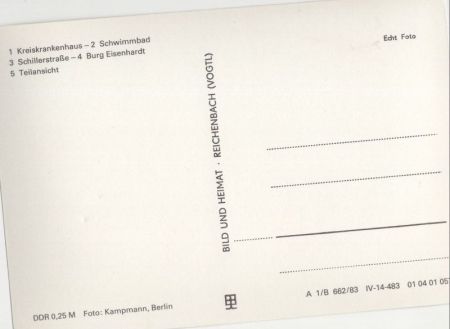 1 Kreiskrankenhaus – 2 Schwimmbad
3 Schillerstraße – 4 Burg Eisenhardt
5 Teilansicht
Echt Foto
BILD UND HEIMAT · REICHENBACH (VOGTL)
DDR 0,25 M Foto: Kampmann, Berlin
A 1/B 662/83 IV-14-483 01 04 01 057